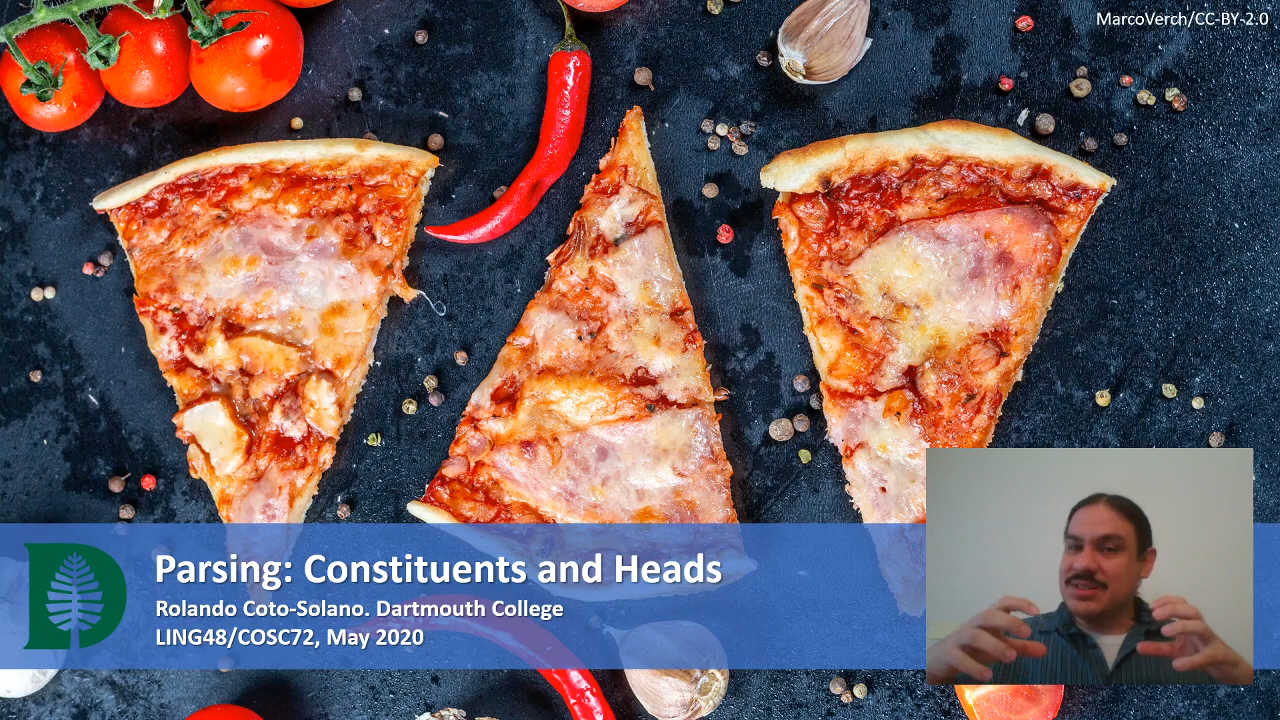 MarcoVerch/CC-BY-2.0
Parsing: Constituents and Heads
Rolando Coto-Solano. Dartmouth College
LING48/COSC72, May 2020